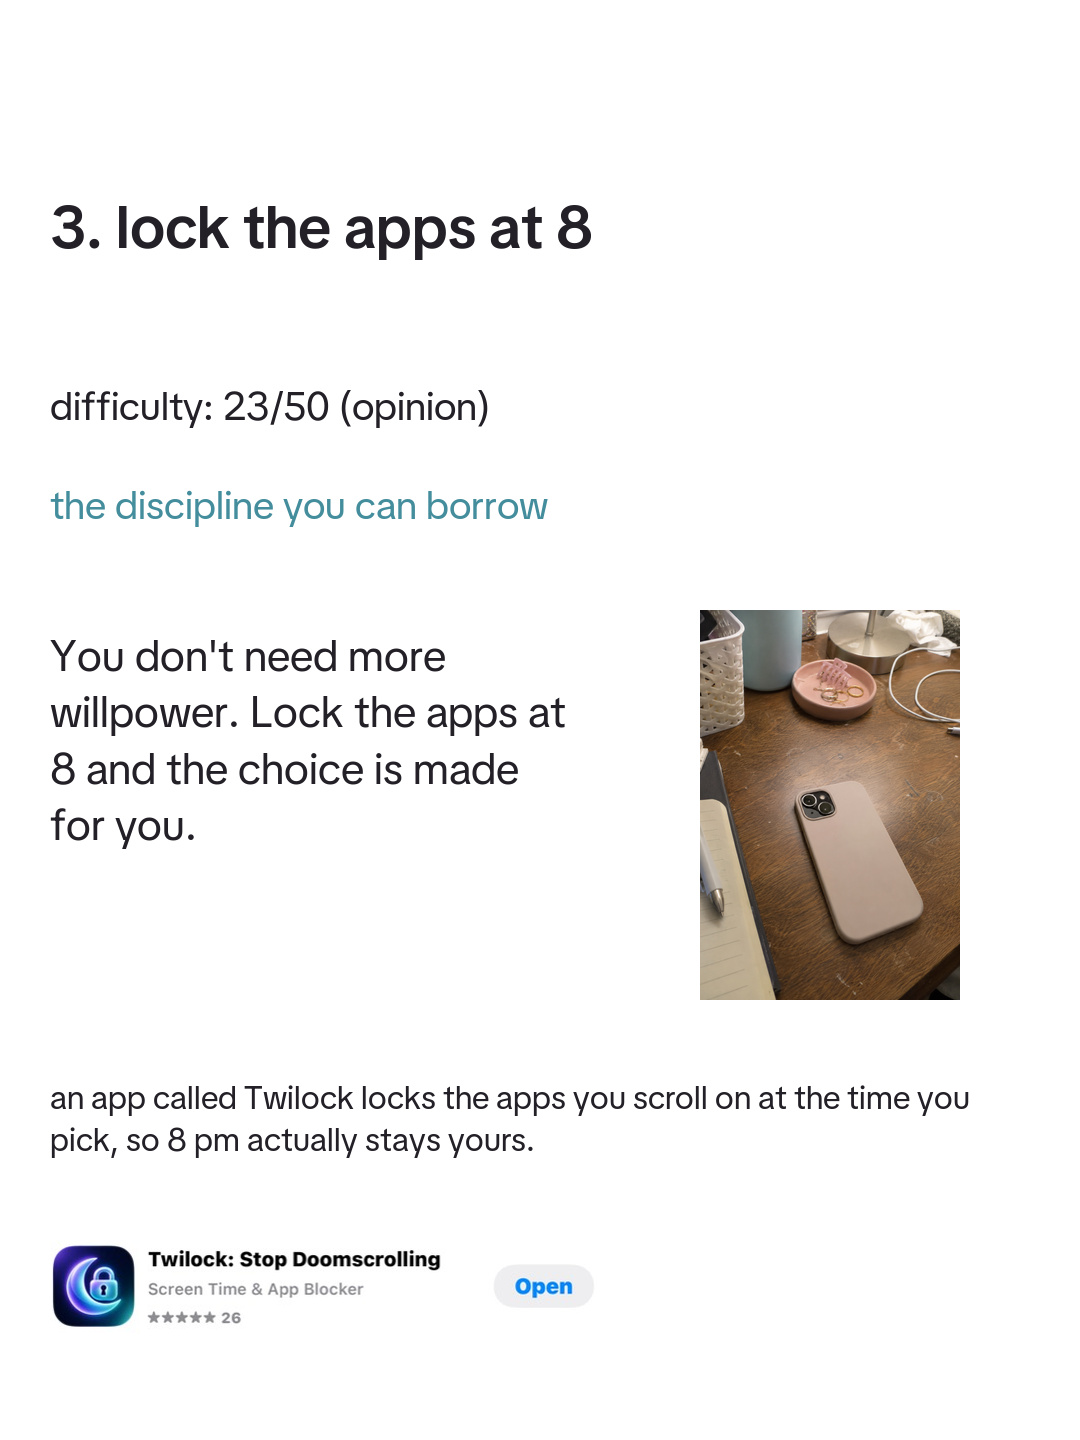 3. lock the apps at 8
difficulty: 23/50 (opinion)
the discipline you can borrow
You don't need more
willpower. Lock the apps at
8 and the choice is made
for you.
an app called Twilock locks the apps you scroll on at the time you
pick, so 8 pm actually stays yours.
Twilock: Stop Doomscrolling
Screen Time & App Blocker
★★★★★ 26
Open